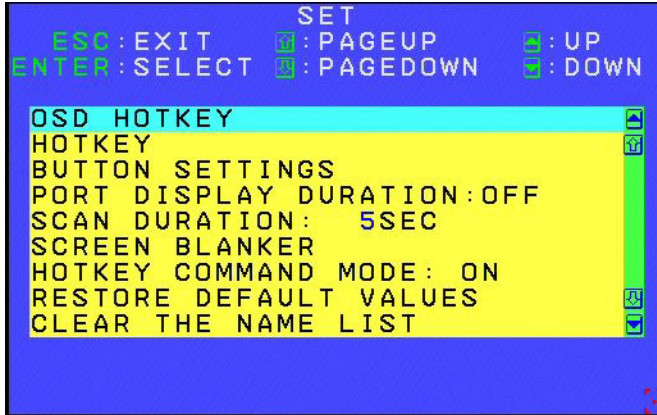 SET
ESC:EXIT ⇧:PAGEUP ▲:UP
ENTER:SELECT ⇩:PAGEDOWN ▼:DOWN
OSD HOTKEY
HOTKEY
BUTTON SETTINGS
PORT DISPLAY DURATION:OFF
SCAN DURATION: 5SEC
SCREEN BLANKER
HOTKEY COMMAND MODE: ON
RESTORE DEFAULT VALUES
CLEAR THE NAME LIST